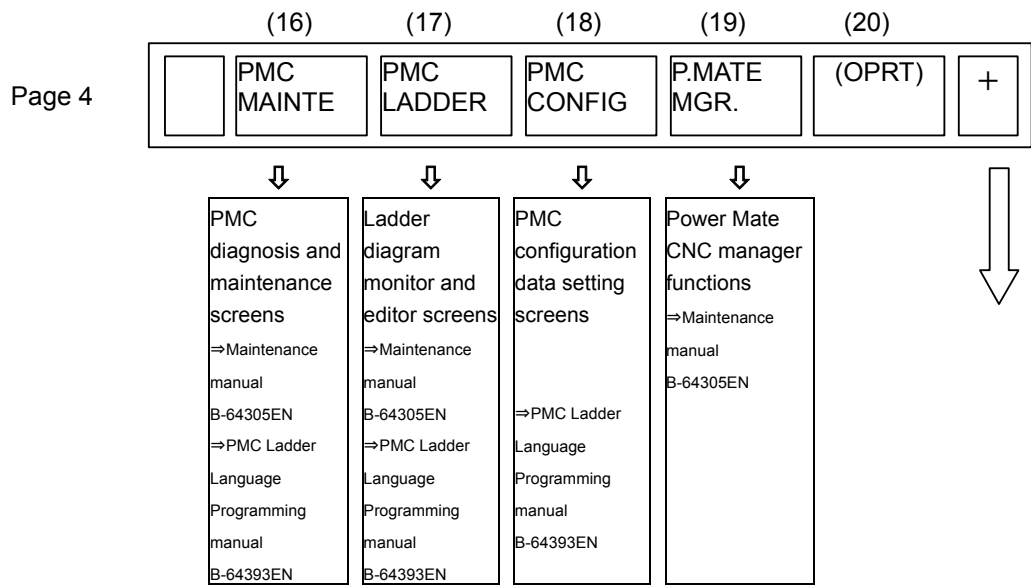 (16) (17) (18) (19) (20)
Page 4
PMC
MAINTE
PMC
LADDER
PMC
CONFIG
P.MATE
MGR.
(OPRT)
+
PMC
diagnosis and
maintenance
screens
⇒Maintenance
manual
B-64305EN
⇒PMC Ladder
Language
Programming
manual
B-64393EN
Ladder
diagram
monitor and
editor screens
⇒Maintenance
manual
B-64305EN
⇒PMC Ladder
Language
Programming
manual
B-64393EN
PMC
configuration
data setting
screens
⇒PMC Ladder
Language
Programming
manual
B-64393EN
Power Mate
CNC manager
functions
⇒Maintenance
manual
B-64305EN